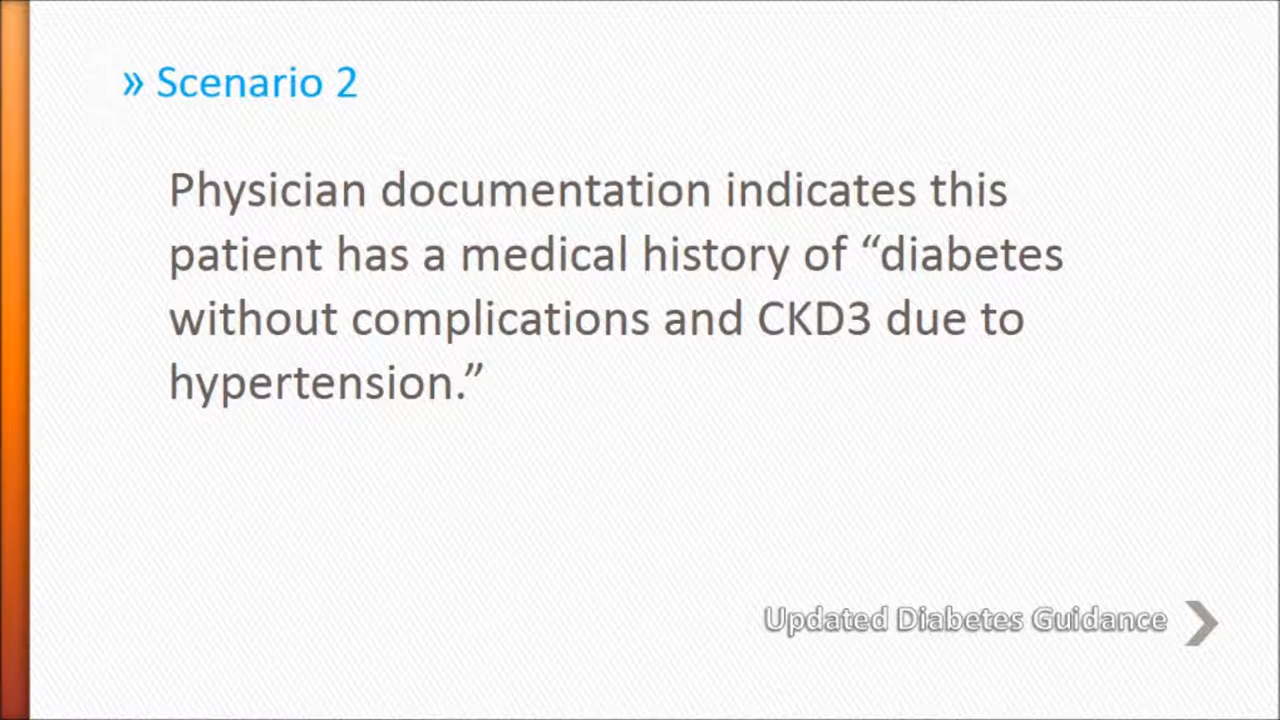 » Scenario 2
Physician documentation indicates this
patient has a medical history of “diabetes
without complications and CKD3 due to
hypertension.”
Updated Diabetes Guidance